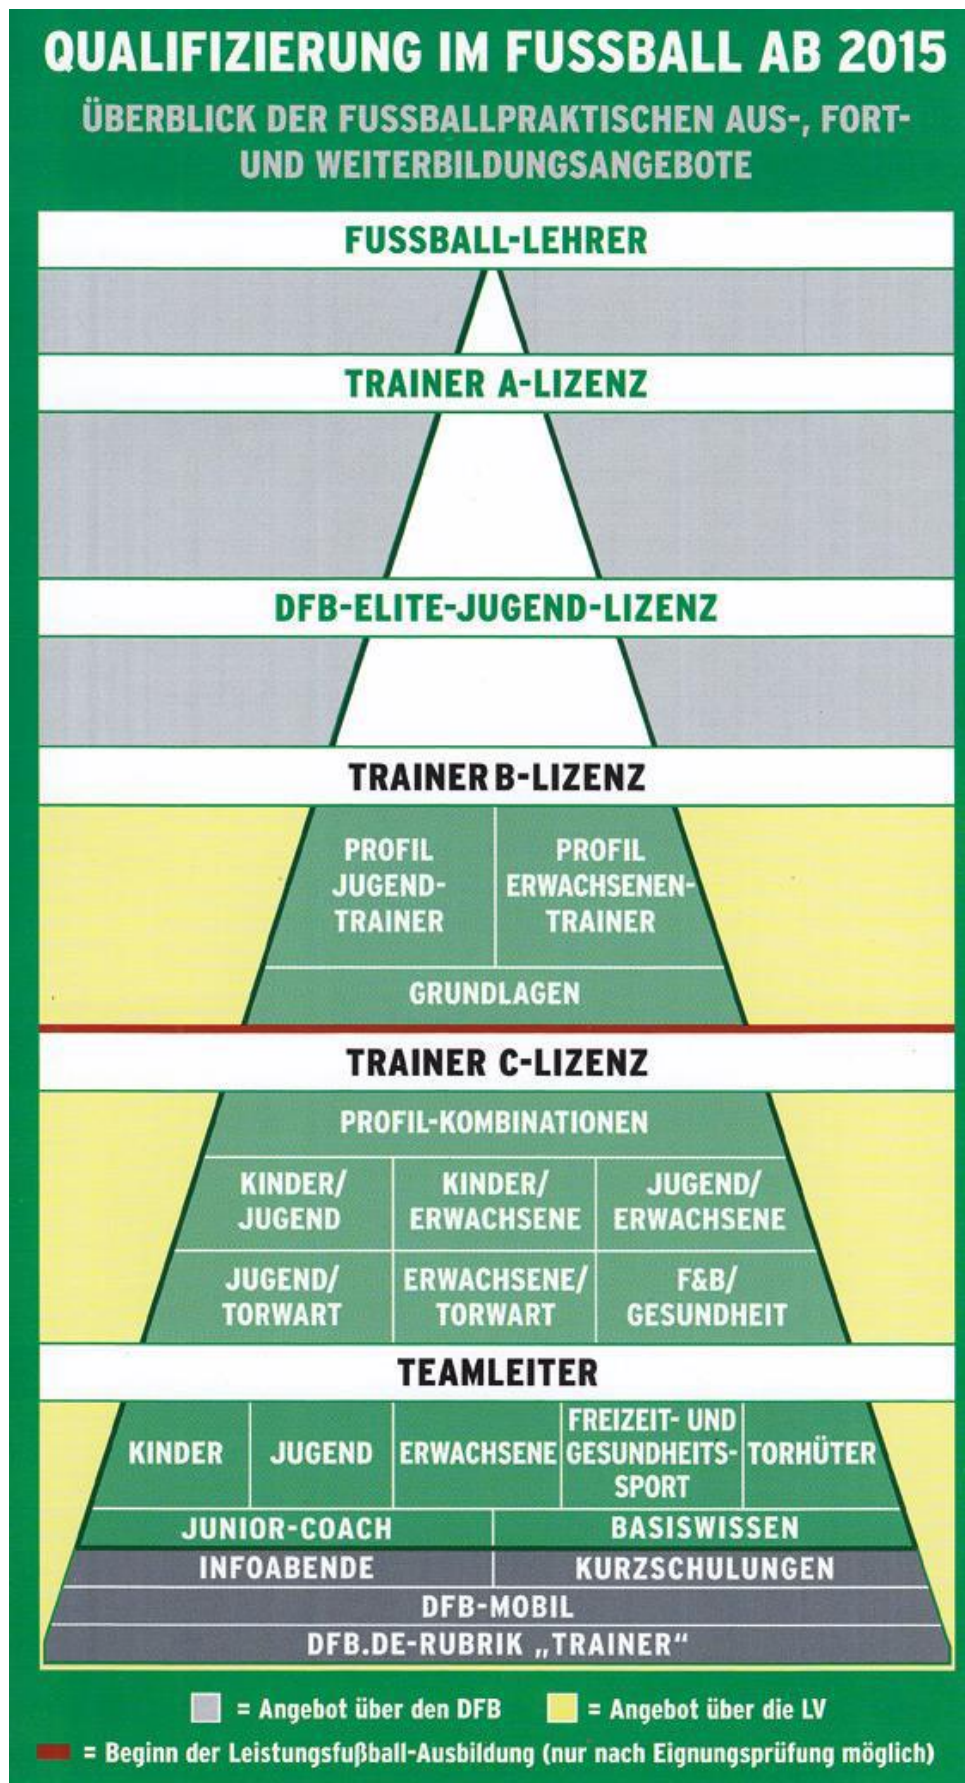 QUALIFIZIERUNG IM FUSSBALL AB 2015
ÜBERBLICK DER FUSSBALLPRAKTISCHEN AUS-, FORT-
UND WEITERBILDUNGSANGEBOTE
FUSSBALL-LEHRER
TRAINER A-LIZENZ
DFB-ELITE-JUGEND-LIZENZ
TRAINER B-LIZENZ
PROFIL
JUGEND-
TRAINER
PROFIL
ERWACHSENEN-
TRAINER
GRUNDLAGEN
TRAINER C-LIZENZ
PROFIL-KOMBINATIONEN
KINDER/
JUGEND
KINDER/
ERWACHSENE
JUGEND/
ERWACHSENE
JUGEND/
TORWART
ERWACHSENE/
TORWART
F&B/
GESUNDHEIT
TEAMLEITER
KINDER
JUGEND
ERWACHSENE
FREIZEIT- UND
GESUNDHEITS-
SPORT
TORHÜTER
JUNIOR-COACH
BASISWISSEN
INFOABENDE
KURZSCHULUNGEN
DFB-MOBIL
DFB.DE-RUBRIK „TRAINER“
= Angebot über den DFB
= Angebot über die LV
= Beginn der Leistungsfußball-Ausbildung (nur nach Eignungsprüfung möglich)